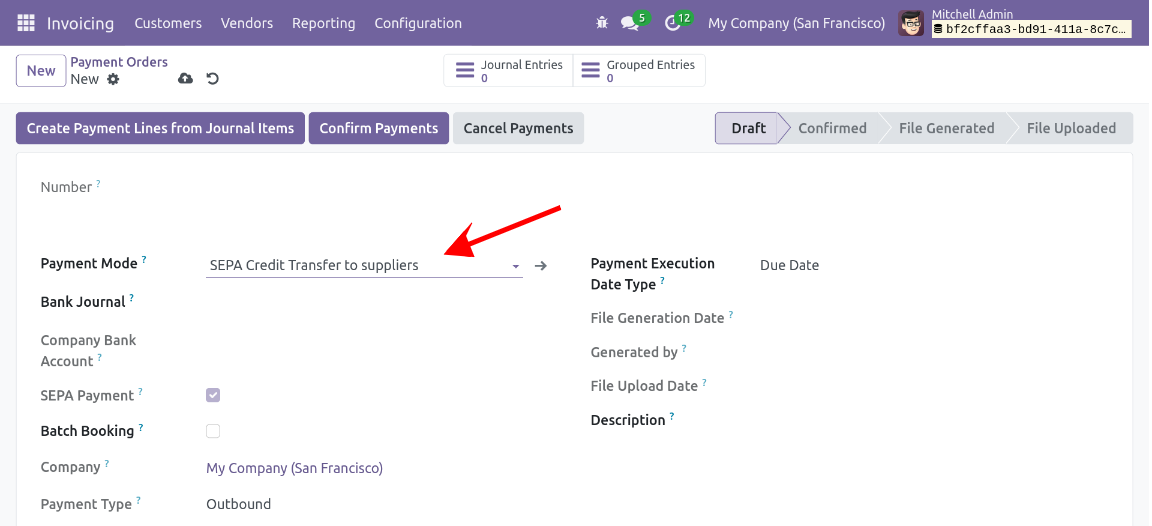 Invoicing Customers Vendors Reporting Configuration 5 12 My Company (San Francisco) Mitchell Admin
bf2cffaa3-bd91-411a-8c7c…
New Payment Orders
New
Journal Entries
0
Grouped Entries
0
Create Payment Lines from Journal Items Confirm Payments Cancel Payments Draft Confirmed File Generated File Uploaded
Number ?
Payment Mode ? SEPA Credit Transfer to suppliers
Bank Journal ?
Company Bank
Account ?
SEPA Payment ?
Batch Booking ?
Company ? My Company (San Francisco)
Payment Type ? Outbound
Payment Execution
Date Type ? Due Date
File Generation Date ?
Generated by ?
File Upload Date ?
Description ?